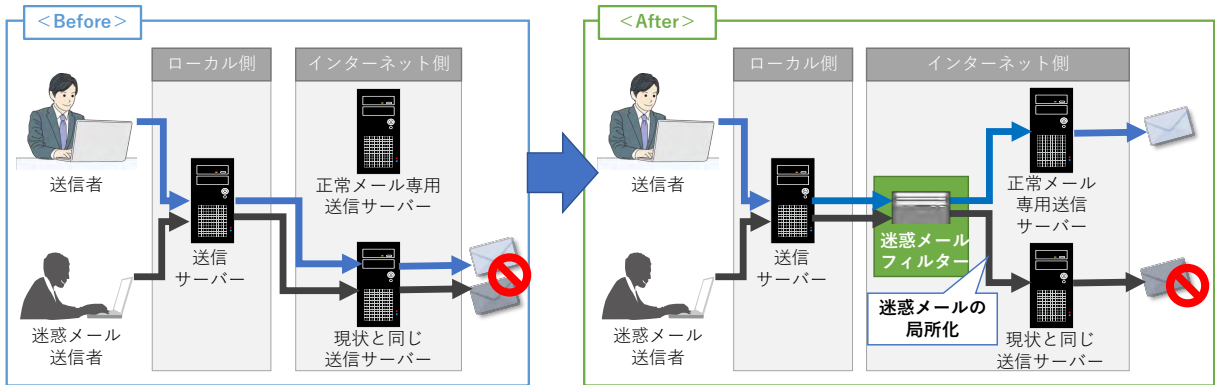 ＜Before＞
ローカル側
インターネット側
送信者
正常メール専用
送信サーバー
送信
サーバー
迷惑メール
送信者
現状と同じ
送信サーバー
＜After＞
ローカル側
インターネット側
送信者
正常メール
専用送信
サーバー
迷惑メール
フィルター
送信
サーバー
迷惑メールの
局所化
迷惑メール
送信者
現状と同じ
送信サーバー